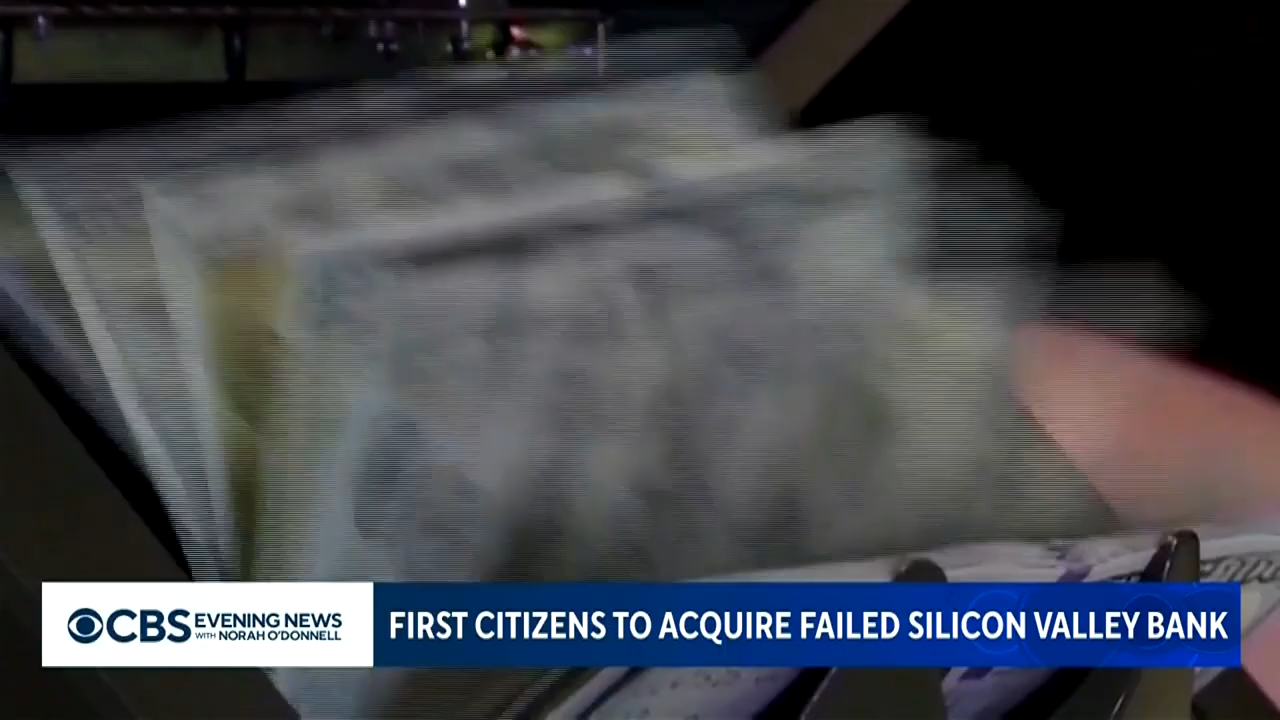 CBS EVENING NEWS
WITH NORAH O'DONNELL
FIRST CITIZENS TO ACQUIRE FAILED SILICON VALLEY BANK